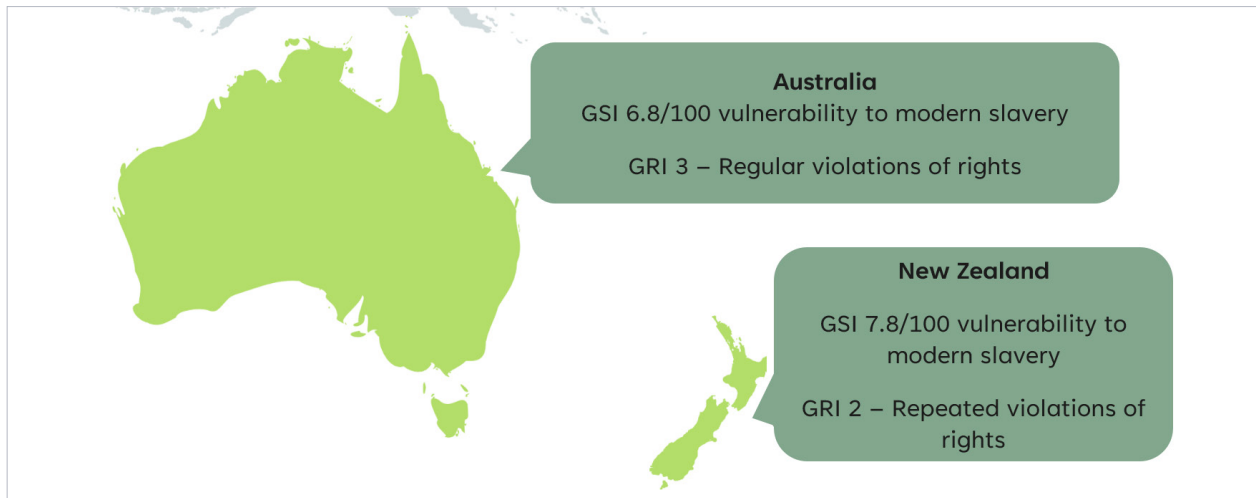 Australia
GSI 6.8/100 vulnerability to modern slavery
GRI 3 – Regular violations of rights
New Zealand
GSI 7.8/100 vulnerability to
modern slavery
GRI 2 – Repeated violations of
rights